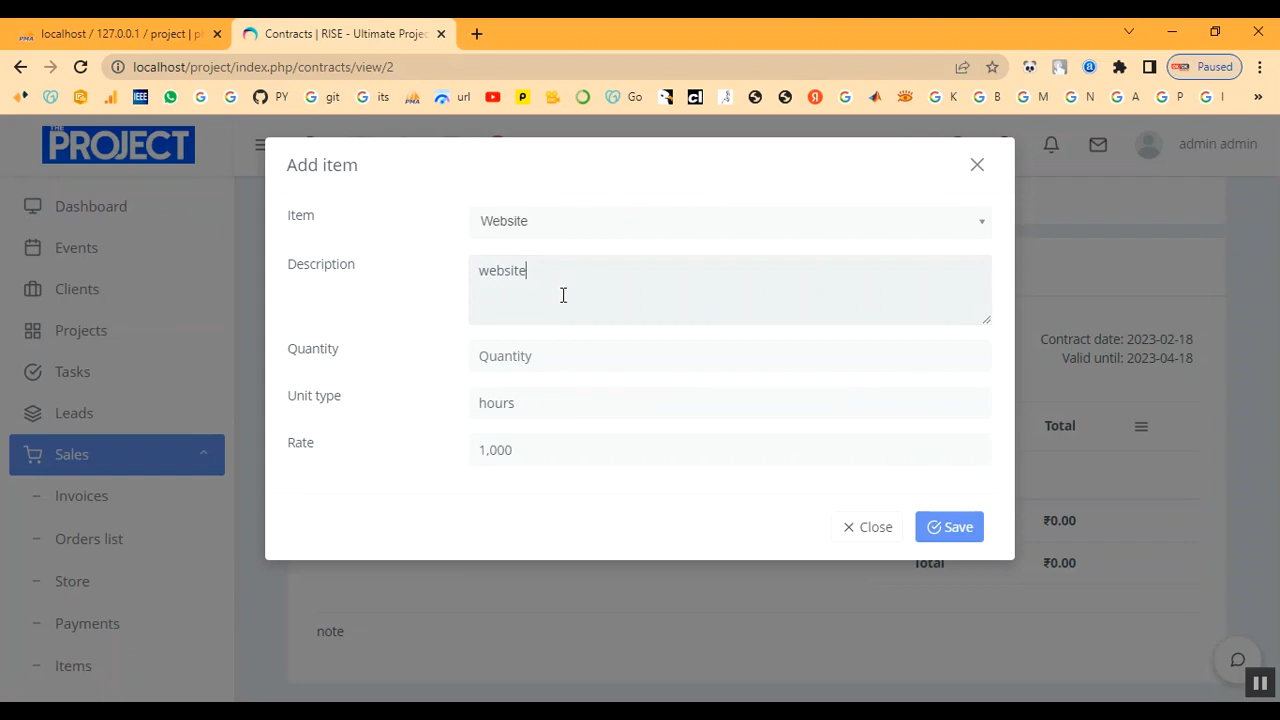 localhost / 127.0.0.1 / project | p
Contracts | RISE - Ultimate Projec
localhost/project/index.php/contracts/view/2
Paused
PY
git
its
url
Go
K
B
M
N
A
P
I
THE
PROJECT
admin admin
Dashboard
Events
Clients
Projects
Tasks
Leads
Sales
Invoices
Orders list
Store
Payments
Items
Add item
Item
Website
Description
website
Quantity
Quantity
Unit type
hours
Rate
1,000
Close
Save
Contract date: 2023-02-18
Valid until: 2023-04-18
Total
₹0.00
Total
₹0.00
note